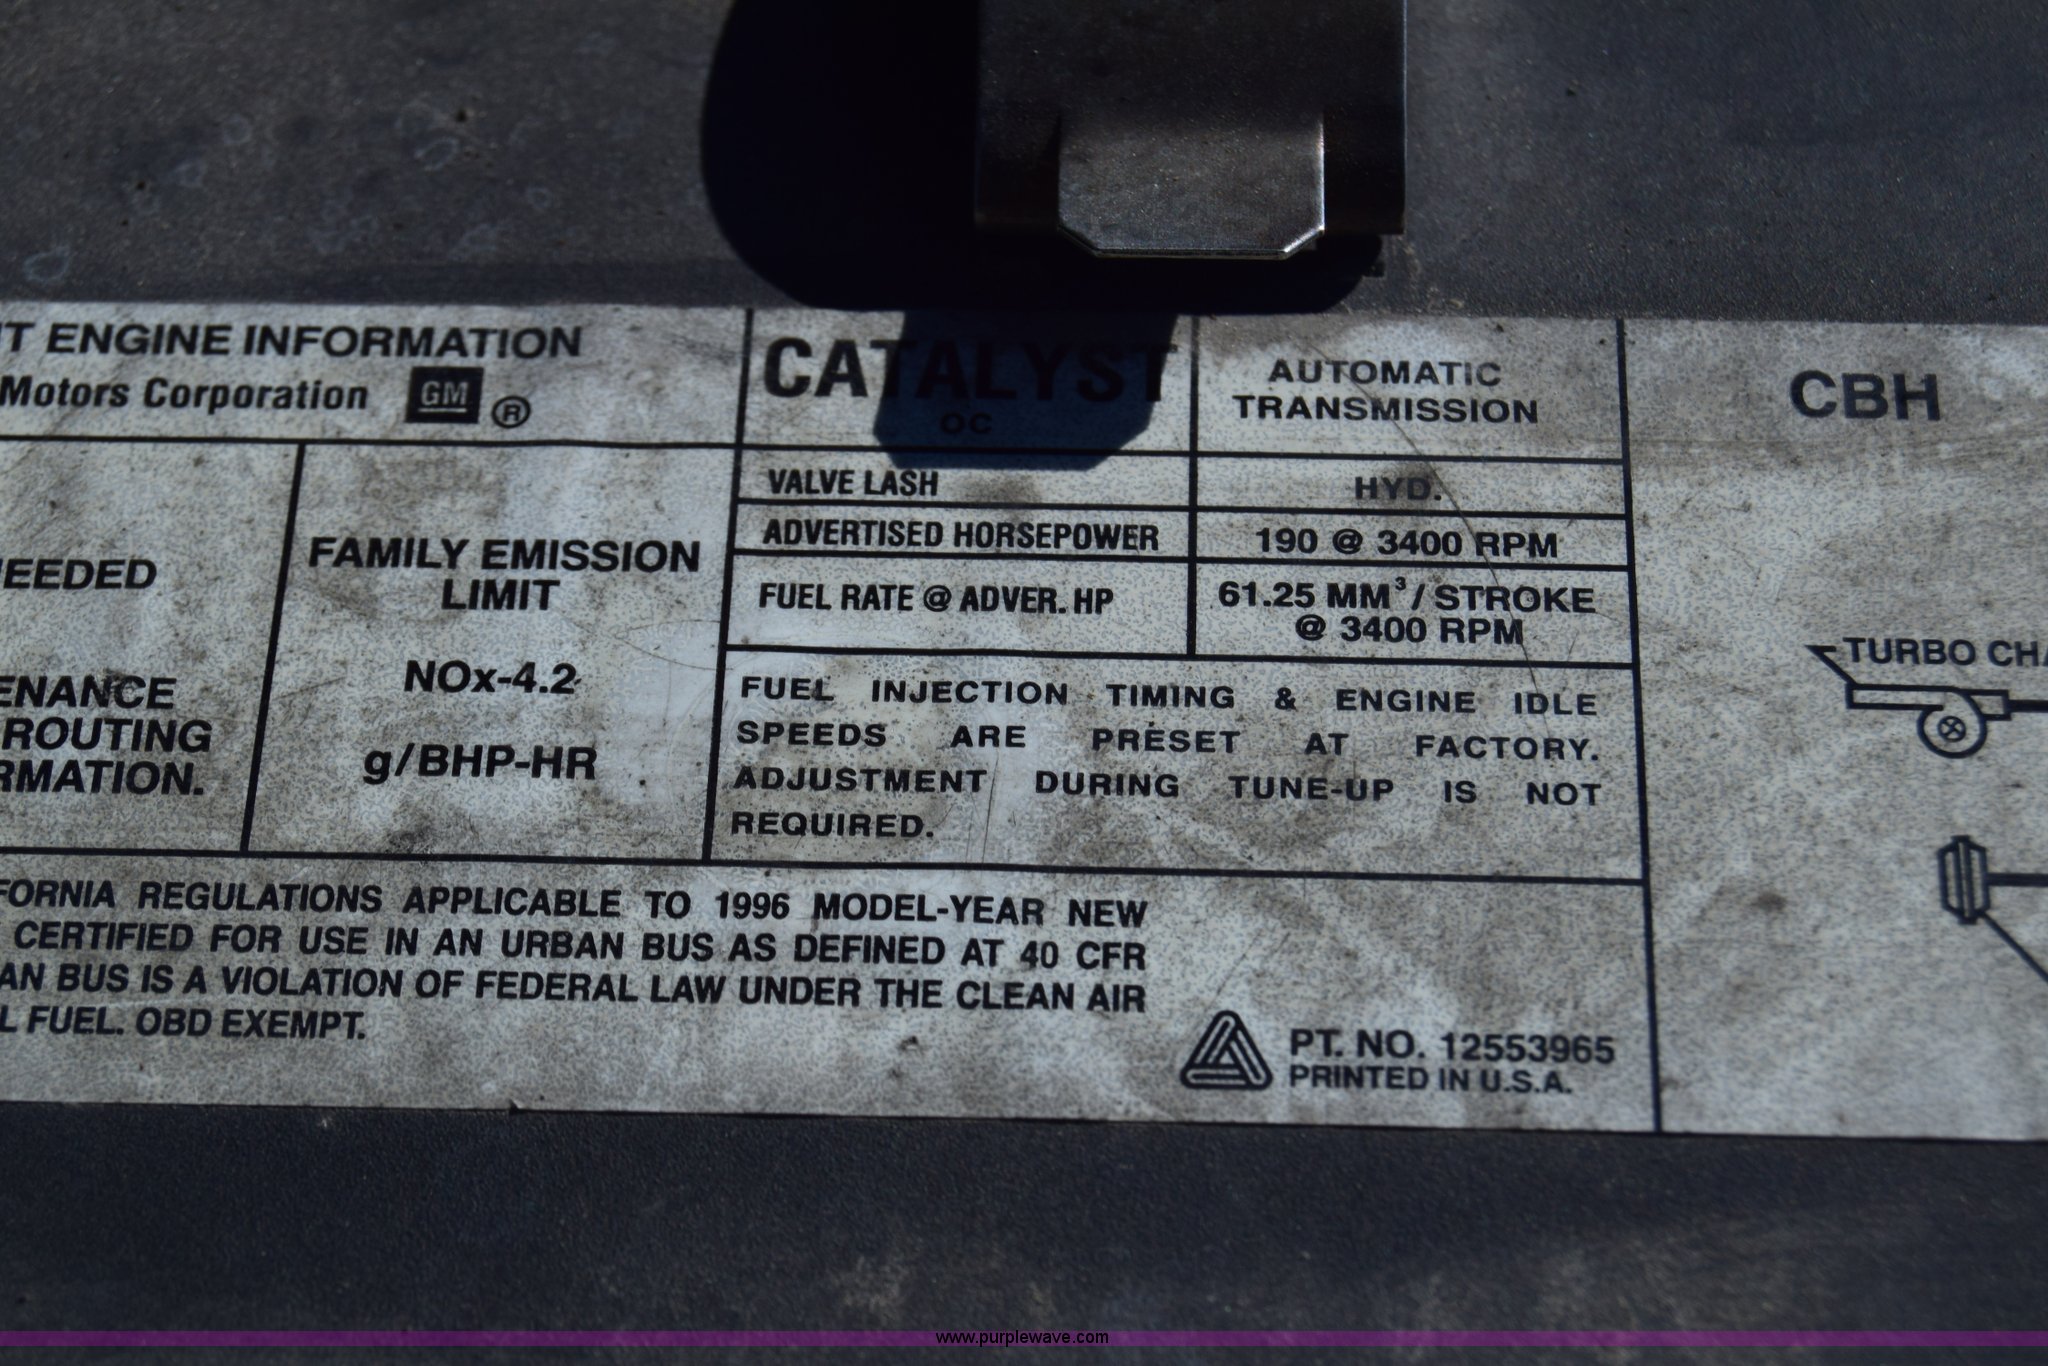 ENGINE INFORMATION
Motors Corporation GM ®
CATALYST
OC
AUTOMATIC
TRANSMISSION
CBH
VALVE LASH HYD.
ADVERTISED HORSEPOWER 190 @ 3400 RPM
FUEL RATE @ ADVER. HP 61.25 MM³/STROKE
@ 3400 RPM
EEDED
FAMILY EMISSION
LIMIT
NOx-4.2
g/BHP-HR
ENANCE
ROUTING
RMATION.
FUEL INJECTION TIMING & ENGINE IDLE
SPEEDS ARE PRESET AT FACTORY.
ADJUSTMENT DURING TUNE-UP IS NOT
REQUIRED.
TURBO CHA
FORNIA REGULATIONS APPLICABLE TO 1996 MODEL-YEAR NEW
CERTIFIED FOR USE IN AN URBAN BUS AS DEFINED AT 40 CFR
AN BUS IS A VIOLATION OF FEDERAL LAW UNDER THE CLEAN AIR
L FUEL. OBD EXEMPT.
PT. NO. 12553965
PRINTED IN U.S.A.
www.purplewave.com